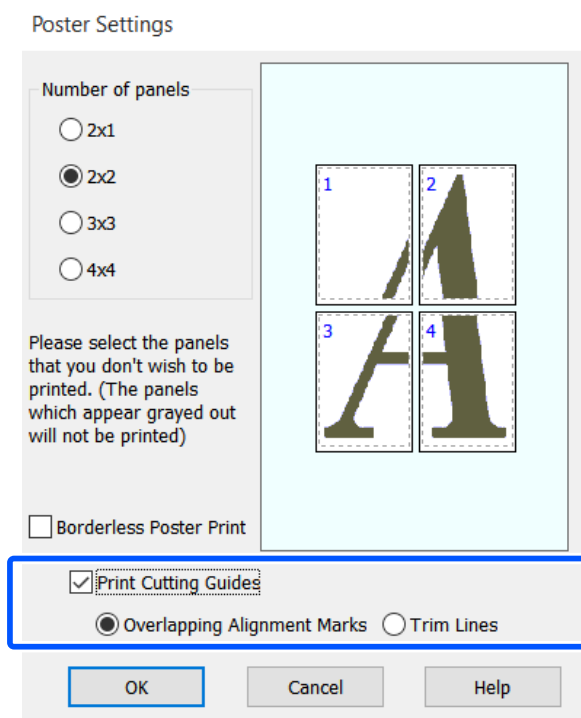 Poster Settings
Number of panels
2x1
2x2
3x3
4x4
1
2
3
4
Please select the panels
that you don't wish to be
printed. (The panels
which appear grayed out
will not be printed)
Borderless Poster Print
Print Cutting Guides
Overlapping Alignment Marks Trim Lines
OK Cancel Help